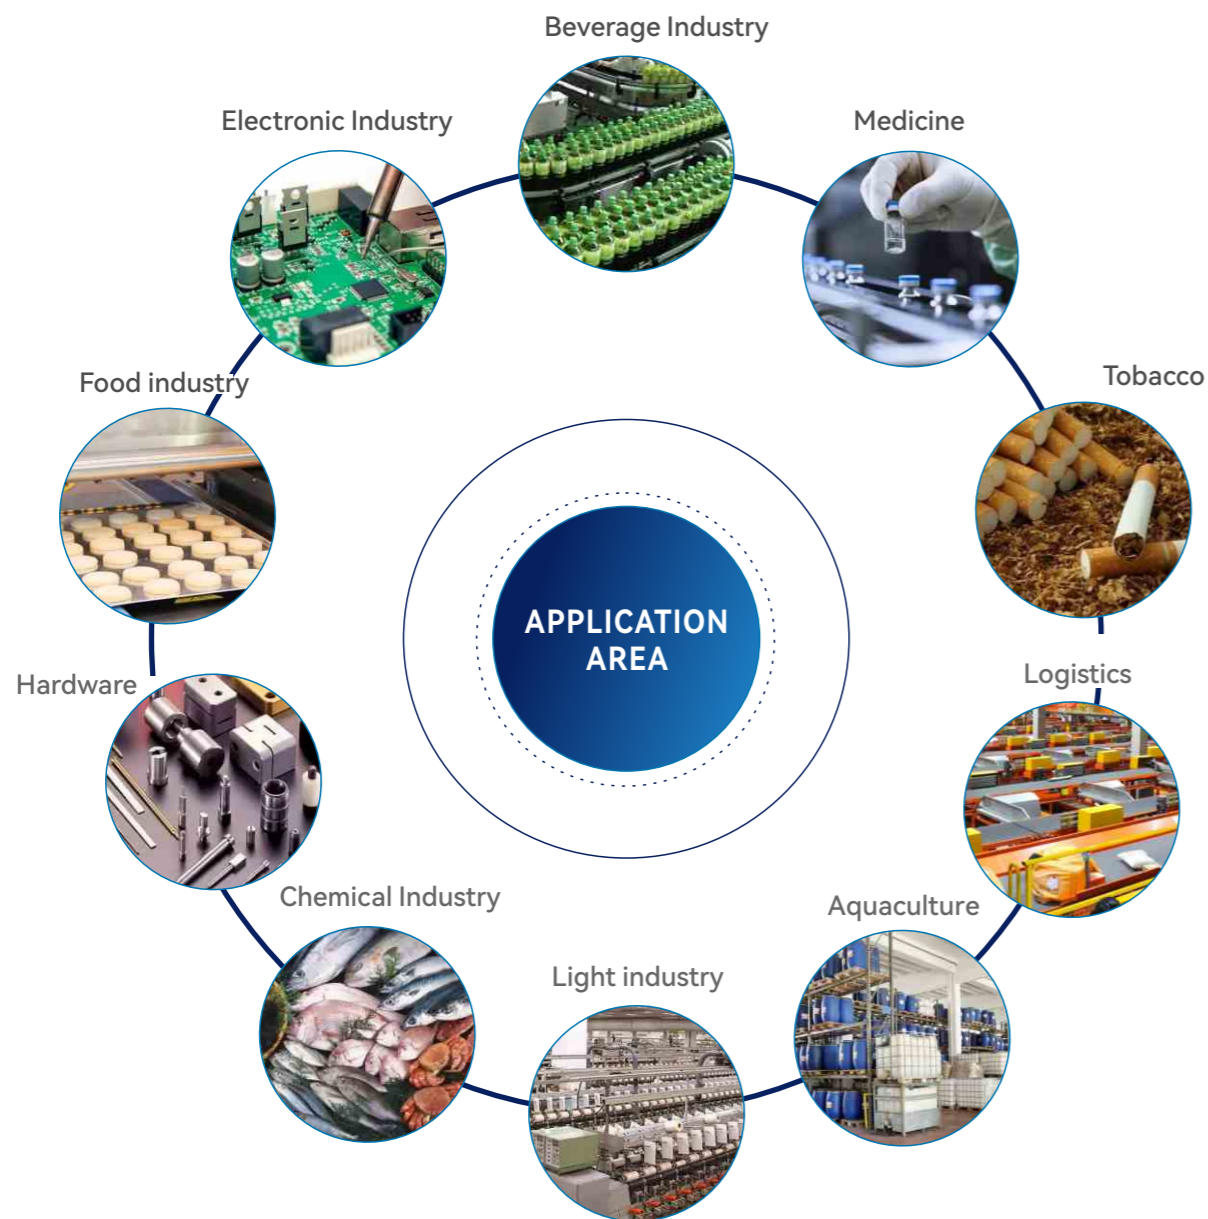 Beverage Industry
Electronic Industry
Medicine
Food industry
Tobacco
APPLICATION
AREA
Hardware
Logistics
Chemical Industry
Aquaculture
Light industry